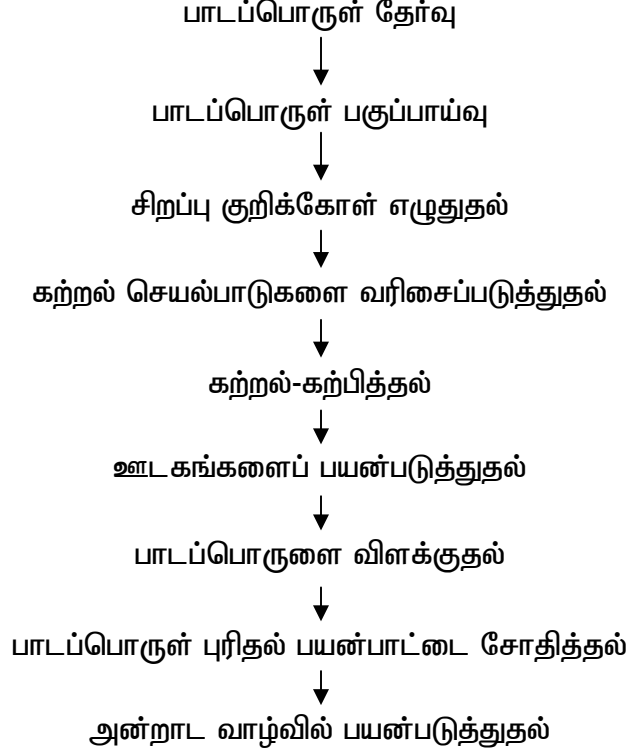 பாடப்பொருள் தேர்வு
பாடப்பொருள் பகுப்பாய்வு
சிறப்பு குறிக்கோள் எழுதுதல்
கற்றல் செயல்பாடுகளை வரிசைப்படுத்துதல்
கற்றல்-கற்பித்தல்
ஊடகங்களைப் பயன்படுத்துதல்
பாடப்பொருளை விளக்குதல்
பாடப்பொருள் புரிதல் பயன்பாட்டை சோதித்தல்
அன்றாட வாழ்வில் பயன்படுத்துதல்